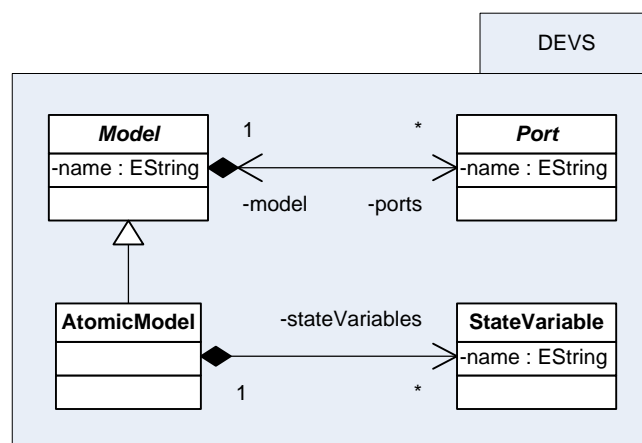 DEVS
Model
1
*
Port
-name : EString
-name : EString
-model
-ports
AtomicModel
-stateVariables
StateVariable
-name : EString
1
*